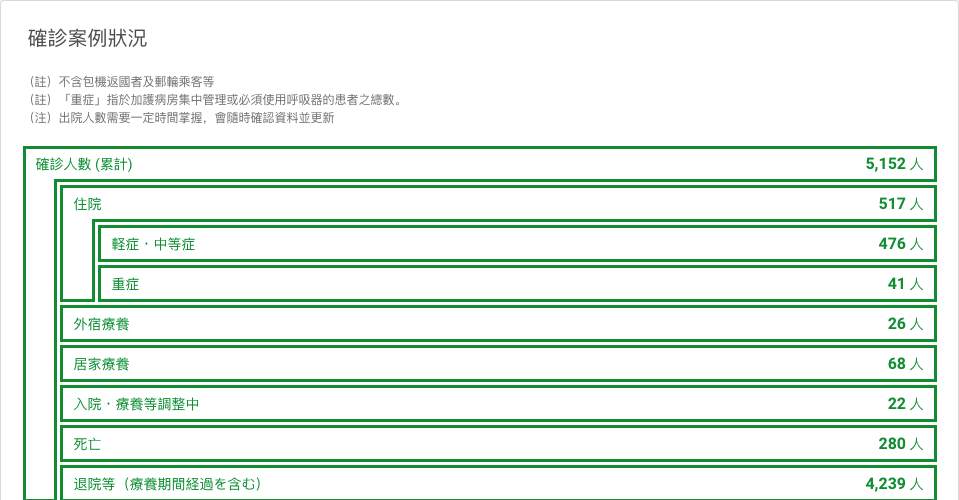 確診案例狀況
（註）不含包機返國者及郵輪乘客等
（註）「重症」指於加護病房集中管理或必須使用呼吸器的患者之總數。
（注）出院人數需要一定時間掌握，會隨時確認資料並更新
確診人數 (累計) 5,152 人
住院 517 人
軽症・中等症 476 人
重症 41 人
外宿療養 26 人
居家療養 68 人
入院・療養等調整中 22 人
死亡 280 人
退院等（療養期間経過を含む） 4,239 人